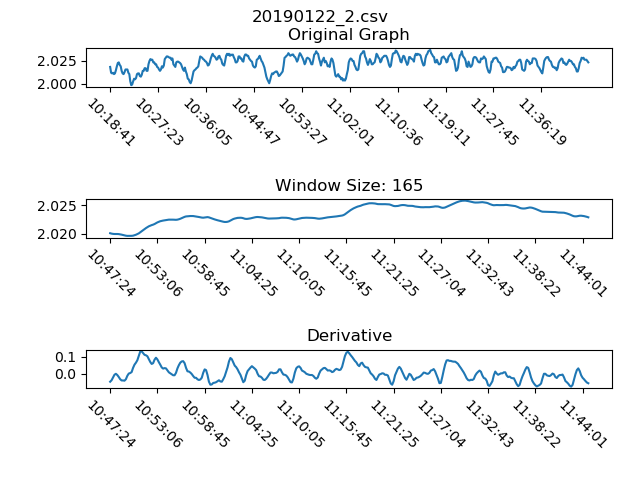 20190122_2.csv
Original Graph
2.025
2.000
10:18:41 10:27:23 10:36:05 10:44:47 10:53:27 11:02:01 11:10:36 11:19:11 11:27:45 11:36:19
Window Size: 165
2.025
2.020
10:47:24 10:53:06 10:58:45 11:04:25 11:10:05 11:15:45 11:21:25 11:27:04 11:32:43 11:38:22 11:44:01
Derivative
0.1
0.0
10:47:24 10:53:06 10:58:45 11:04:25 11:10:05 11:15:45 11:21:25 11:27:04 11:32:43 11:38:22 11:44:01